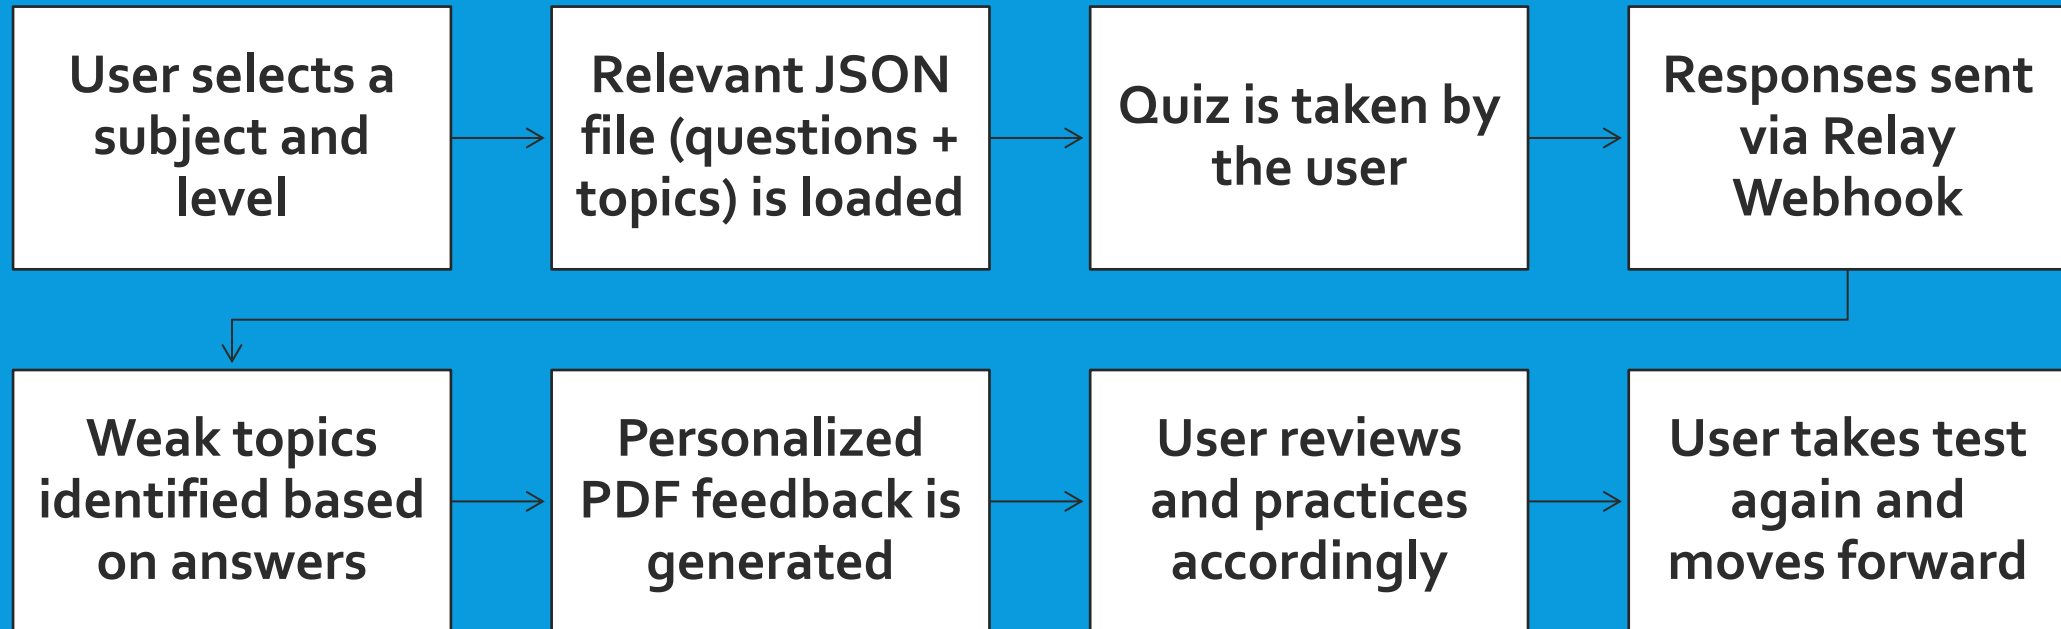 User selects a
subject and
level
Relevant JSON
file (questions +
topics) is loaded
Quiz is taken by
the user
Responses sent
via Relay
Webhook
Weak topics
identified based
on answers
Personalized
PDF feedback is
generated
User reviews
and practices
accordingly
User takes test
again and
moves forward